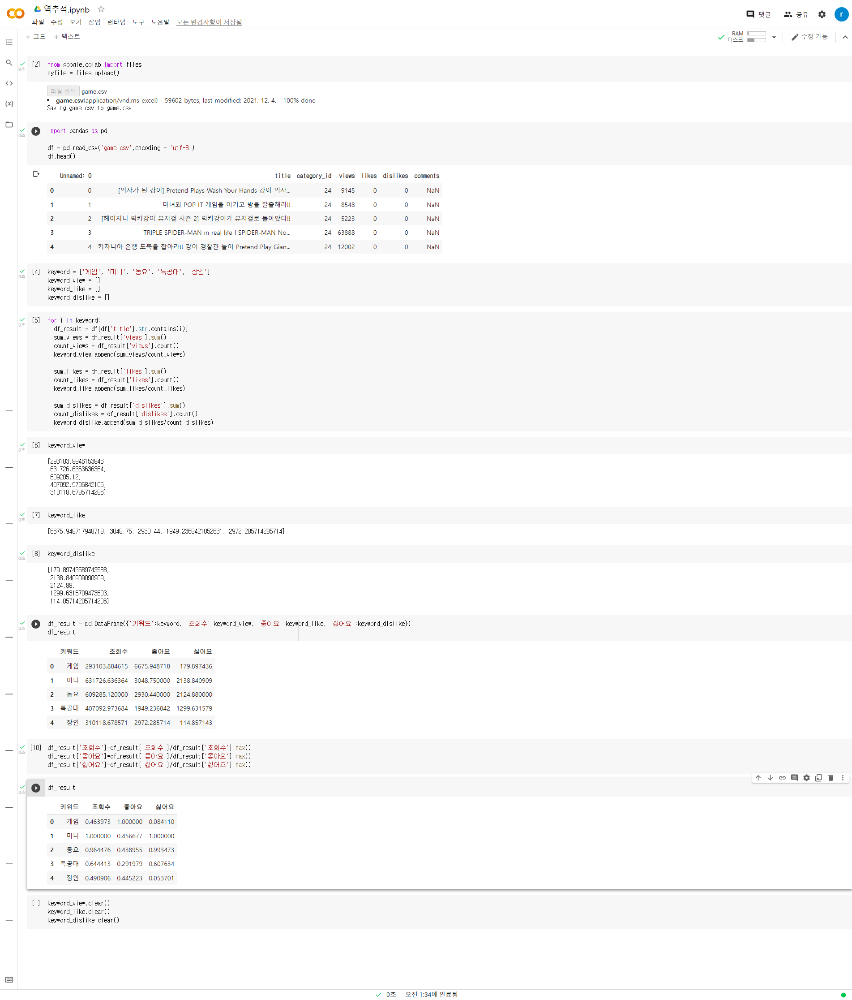 역추적.ipynb
파일 수정 보기 삽입 런타임 도구 도움말 모든 변경사항이 저장됨
댓글 공유 r
+ 코드 + 텍스트
RAM
디스크
수정 가능
9초
[2] from google.colab import files
myfile = files.upload()
파일 선택 game.csv
• game.csv(application/vnd.ms-excel) - 59602 bytes, last modified: 2021. 12. 4. - 100% done
Saving game.csv to game.csv
0초
import pandas as pd
df = pd.read_csv('game.csv',encoding = 'utf-8')
df.head()
Unnamed: 0 title category_id views likes dislikes comments
0 0 [의사가 된 강이] Pretend Plays Wash Your Hands 강이 의사... 24 9145 0 0 NaN
1 1 마녀와 POP IT 게임을 이기고 방을 탈출해라!! 24 8548 0 0 NaN
2 2 [헤이지니 럭키강이 뮤지컬 시즌 2] 럭키강이가 뮤지컬로 돌아왔다!! 24 5223 0 0 NaN
3 3 TRIPLE SPIDER-MAN in real life l SPIDER-MAN No... 24 63888 0 0 NaN
4 4 키자니아 은행 도둑을 잡아라!! 강이 경찰관 놀이 Pretend Play Gian... 24 12002 0 0 NaN
0초
[4] keyword = ['게임', '미니', '동요', '특공대', '장인']
keyword_view = []
keyword_like = []
keyword_dislike = []
0초
[5] for i in keyword:
df_result = df[df['title'].str.contains(i)]
sum_views = df_result['views'].sum()
count_views = df_result['views'].count()
keyword_view.append(sum_views/count_views)
sum_likes = df_result['likes'].sum()
count_likes = df_result['likes'].count()
keyword_like.append(sum_likes/count_likes)
sum_dislikes = df_result['dislikes'].sum()
count_dislikes = df_result['dislikes'].count()
keyword_dislike.append(sum_dislikes/count_dislikes)
0초
[6] keyword_view
[293103.8846153846,
631726.6363636364,
609285.12,
407092.9736842105,
310118.6785714286]
0초
[7] keyword_like
[6675.948717948718, 3048.75, 2930.44, 1949.2368421052631, 2972.285714285714]
0초
[8] keyword_dislike
[179.89743589743588,
2138.840909090909,
2124.88,
1299.6315789473683,
114.85714285714286]
0초
df_result = pd.DataFrame({'키워드':keyword, '조회수':keyword_view, '좋아요':keyword_like, '싫어요':keyword_dislike})
df_result
키워드 조회수 좋아요 싫어요
0 게임 293103.884615 6675.948718 179.897436
1 미니 631726.636364 3048.750000 2138.840909
2 동요 609285.120000 2930.440000 2124.880000
3 특공대 407092.973684 1949.236842 1299.631579
4 장인 310118.678571 2972.285714 114.857143
0초
[10] df_result['조회수']=df_result['조회수']/df_result['조회수'].max()
df_result['좋아요']=df_result['좋아요']/df_result['좋아요'].max()
df_result['싫어요']=df_result['싫어요']/df_result['싫어요'].max()
0초
df_result
키워드 조회수 좋아요 싫어요
0 게임 0.463973 1.000000 0.084110
1 미니 1.000000 0.456677 1.000000
2 동요 0.964476 0.438955 0.993473
3 특공대 0.644413 0.291979 0.607634
4 장인 0.490906 0.445223 0.053701
[ ] keyword_view.clear()
keyword_like.clear()
keyword_dislike.clear()
0초 오전 1:34에 완료됨